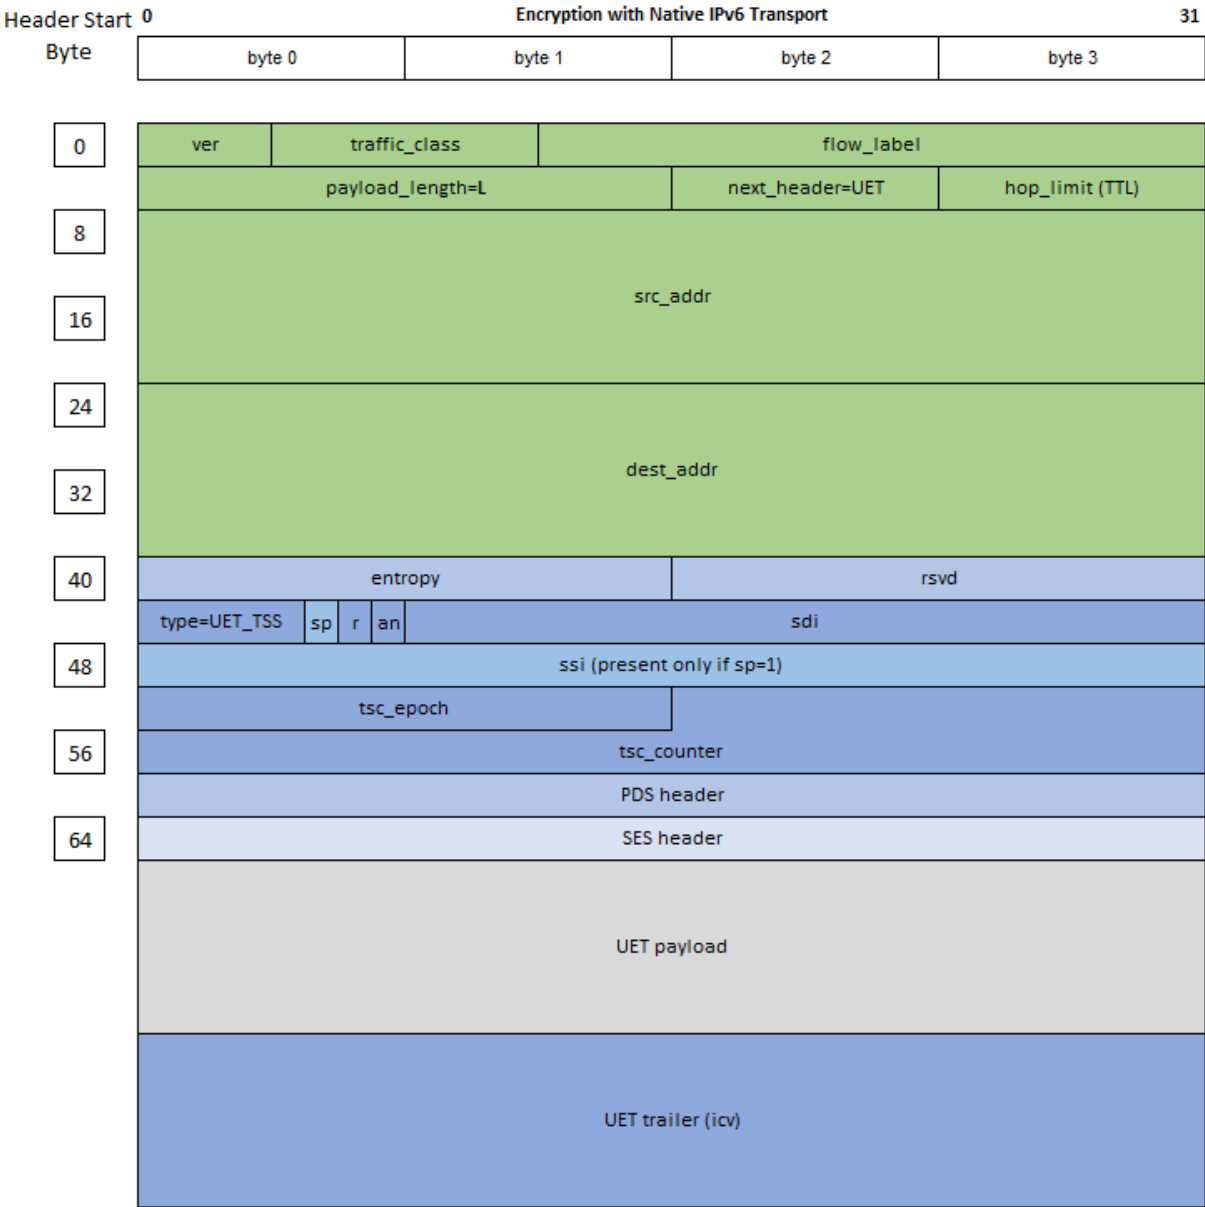 Header Start 0 Encryption with Native IPv6 Transport 31
Byte byte 0 byte 1 byte 2 byte 3
0 ver traffic_class flow_label
payload_length=L next_header=UET hop_limit (TTL)
8
src_addr
16
24
dest_addr
32
40 entropy rsvd
type=UET_TSS sp r an sdi
48 ssi (present only if sp=1)
tsc_epoch
56 tsc_counter
PDS header
64 SES header
UET payload
UET trailer (icv)